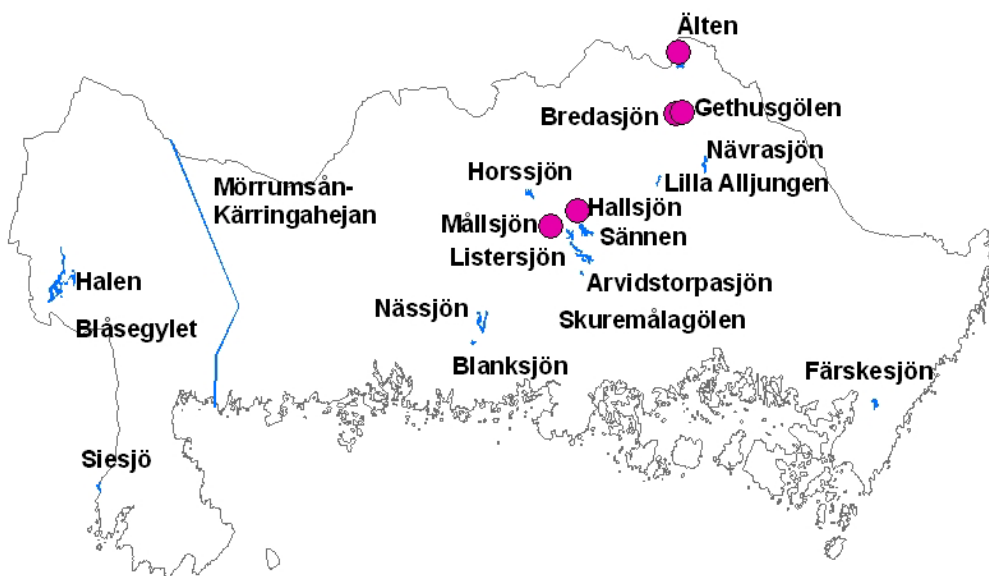 Älten
Bredasjön
Gethusgölen
Nävrasjön
Horssjön
Lilla Alljungen
Mörrumsån-
Kärringahejan
Hallsjön
Mållsjön
Sännen
Listersjön
Halen
Arvidstorpasjön
Nässjön
Skuremålagölen
Blåsegylet
Blanksjön
Färskesjön
Siesjö